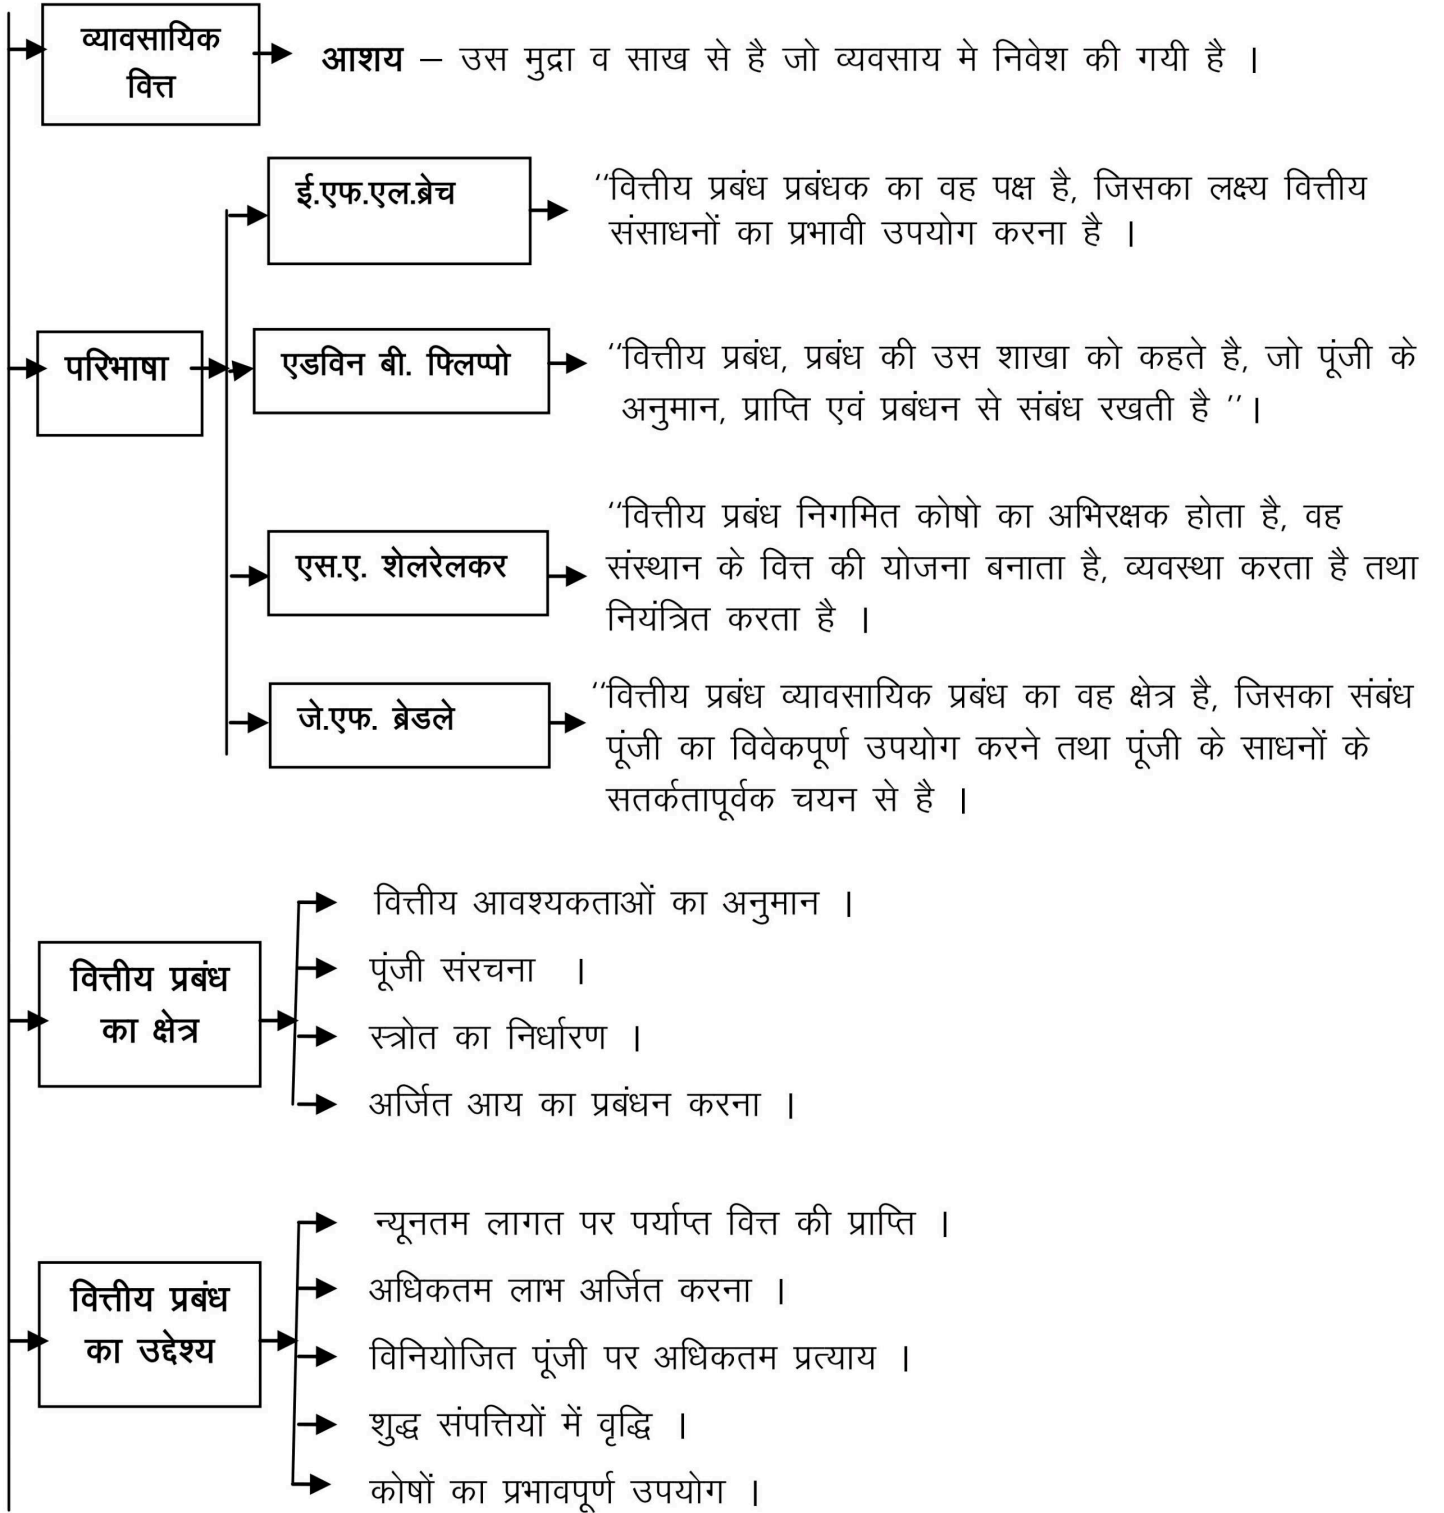 व्यावसायिक
वित्त
आशय – उस मुद्रा व साख से है जो व्यवसाय मे निवेश की गयी है ।
ई.एफ.एल.ब्रेच
‘‘वित्तीय प्रबंध प्रबंधक का वह पक्ष है, जिसका लक्ष्य वित्तीय
संसाधनों का प्रभावी उपयोग करना है ।
परिभाषा
एडविन बी. फ्लिप्पो
‘‘वित्तीय प्रबंध, प्रबंध की उस शाखा को कहते है, जो पूंजी के
अनुमान, प्राप्ति एवं प्रबंधन से संबंध रखती है ’’।
एस.ए. शेलरेलकर
‘‘वित्तीय प्रबंध निगमित कोषो का अभिरक्षक होता है, वह
संस्थान के वित्त की योजना बनाता है, व्यवस्था करता है तथा
नियंत्रित करता है ।
जे.एफ. ब्रेडले
‘‘वित्तीय प्रबंध व्यावसायिक प्रबंध का वह क्षेत्र है, जिसका संबंध
पूंजी का विवेकपूर्ण उपयोग करने तथा पूंजी के साधनों के
सतर्कतापूर्वक चयन से है ।
वित्तीय प्रबंध
का क्षेत्र
वित्तीय आवश्यकताओं का अनुमान ।
पूंजी संरचना ।
स्त्रोत का निर्धारण ।
अर्जित आय का प्रबंधन करना ।
वित्तीय प्रबंध
का उद्देश्य
न्यूनतम लागत पर पर्याप्त वित्त की प्राप्ति ।
अधिकतम लाभ अर्जित करना ।
विनियोजित पूंजी पर अधिकतम प्रत्याय ।
शुद्ध संपत्तियों में वृद्धि ।
कोषों का प्रभावपूर्ण उपयोग ।